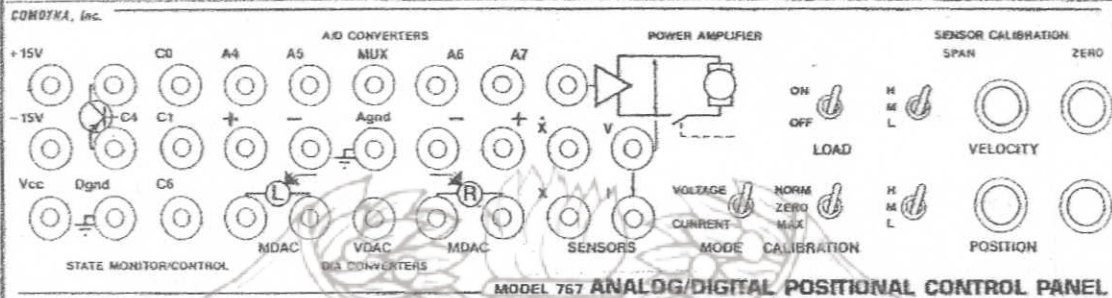 COMOTKA, Inc.
A/D CONVERTERS POWER AMPLIFIER SENSOR CALIBRATION
+15V C0 A4 A5 MUX A6 A7 SPAN ZERO
ON H
M
OFF L
-15V C4 C1 + - Agnd - + Ẋ V LOAD VELOCITY
Vcc Dgnd C6 L R X I VOLTAGE NORM H
ZERO M
CURRENT MAX L
MDAC VDAC MDAC SENSORS MODE CALIBRATION POSITION
STATE MONITOR/CONTROL D/A CONVERTERS
MODEL 767 ANALOG/DIGITAL POSITIONAL CONTROL PANEL